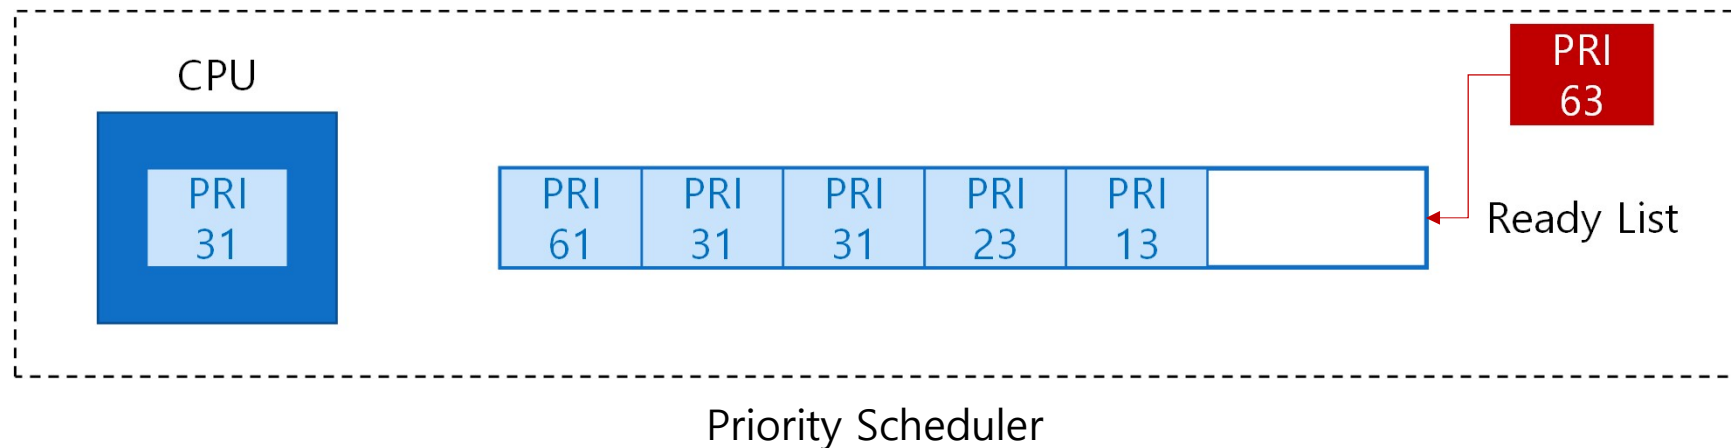 CPU
PRI
31
PRI
61
PRI
31
PRI
31
PRI
23
PRI
13
PRI
63
Ready List
Priority Scheduler